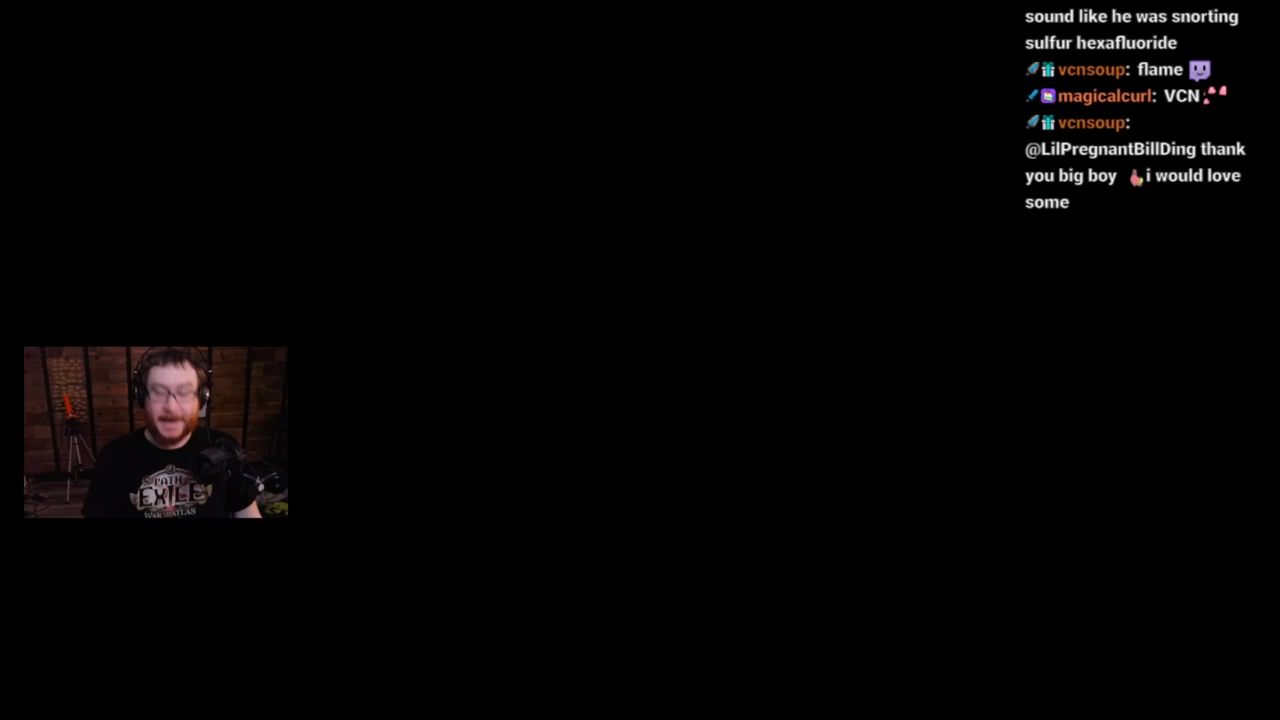 sound like he was snorting
sulfur hexafluoride
vcnsoup: flame
magicalcurl: VCN
vcnsoup:
@LilPregnantBillDing thank
you big boy i would love
some
PATH
EXILE
WAR ATLAS